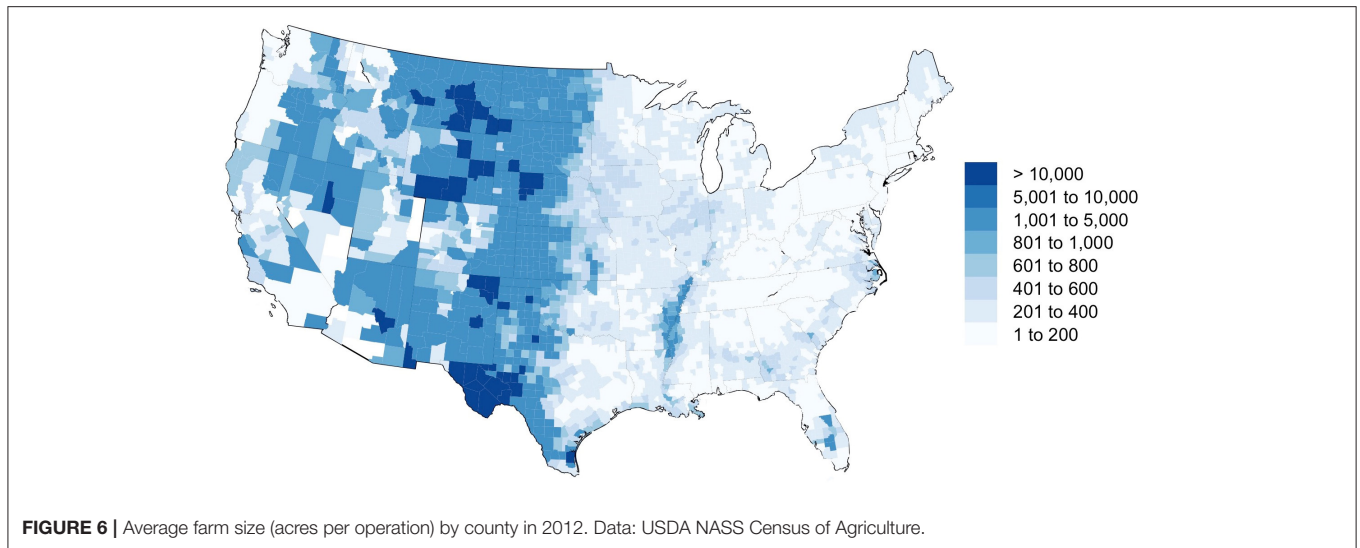 > 10,000
5,001 to 10,000
1,001 to 5,000
801 to 1,000
601 to 800
401 to 600
201 to 400
1 to 200
FIGURE 6 | Average farm size (acres per operation) by county in 2012. Data: USDA NASS Census of Agriculture.